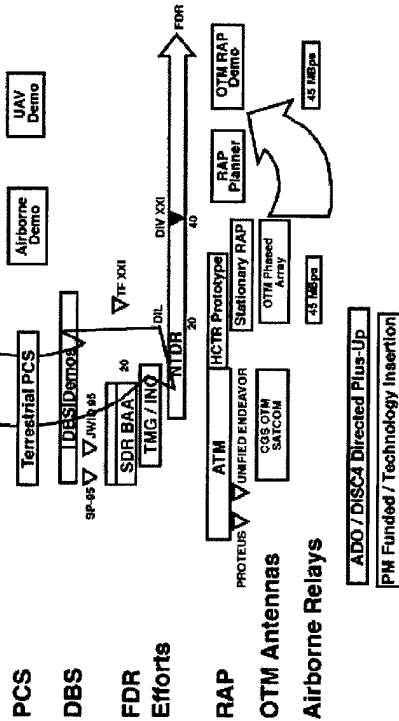 PCS
Terrestrial PCS
Airborne
Demo
UAV
Demo
DBS
DBS Demos
SP-95
JWID 95
TF XXI
FDR
Efforts
SDR BAA
20
TMG / INC
DIL
NTDR
20
DIV XXI
40
FDR
RAP
ATM
HCTR Prototype
Stationary RAP
RAP
Planner
OTM RAP
Demo
PROTEUS
UNIFIED ENDEAVOR
OTM Antennas
CGS OTM
SATCOM
OTM Phased
Array
Airborne Relays
45 MBps
45 MBps
ADO / DISC4 Directed Plus-Up
PM Funded / Technology Insertion